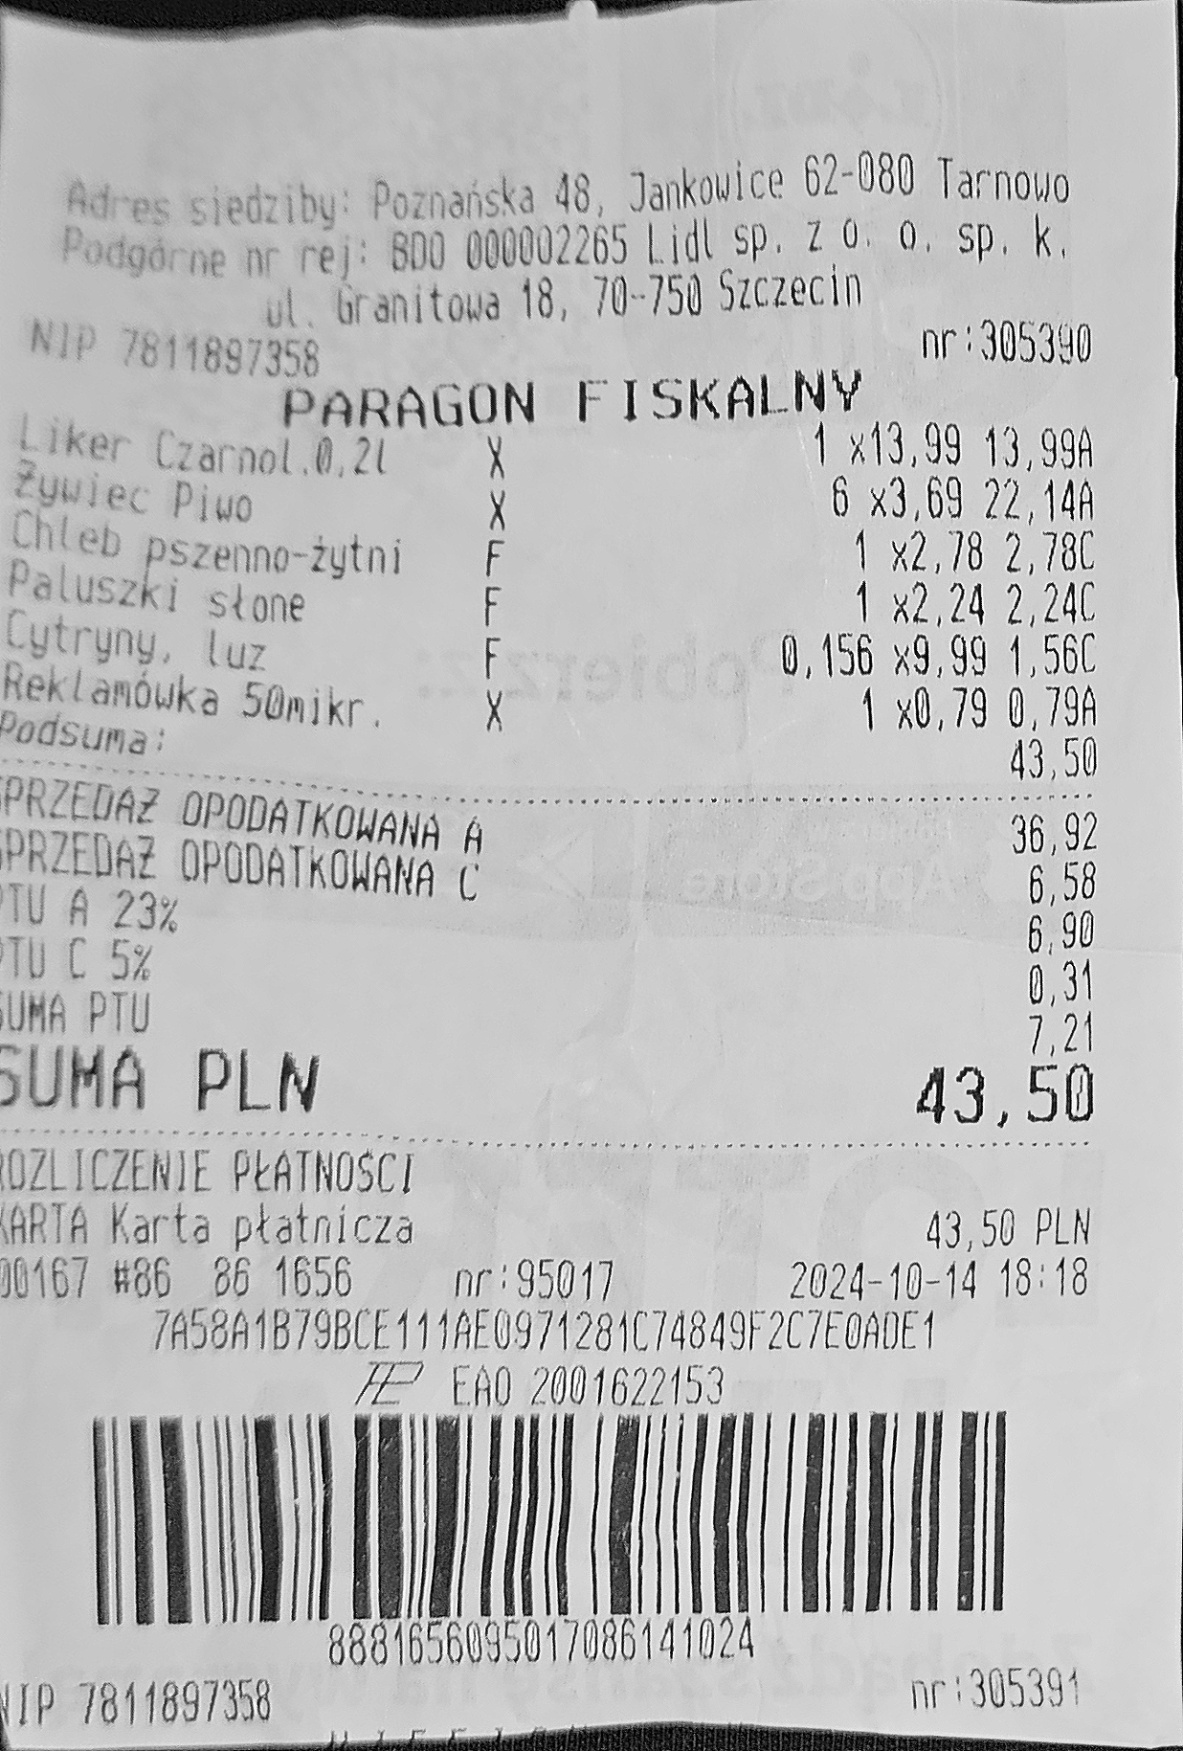 Adres siedziby: Poznańska 48, Jankowice 62-080 Tarnowo
Podgórne nr rej: BDO 000002265 Lidl sp. z o. o. sp. k.
ul. Granitowa 18, 70-750 Szczecin
NIP 7811897358 nr:305390
PARAGON FISKALNY
Liker Czarnol.0,2l X 1 x13,99 13,99A
Żywiec Piwo X 6 x3,69 22,14A
Chleb pszenno-żytni F 1 x2,78 2,78C
Paluszki słone F 1 x2,24 2,24C
Cytryny, luz F 0,156 x9,99 1,56C
Reklamówka 50mikr. X 1 x0,79 0,79A
Podsuma: 43,50
SPRZEDAŻ OPODATKOWANA A 36,92
SPRZEDAŻ OPODATKOWANA C 6,58
PTU A 23% 6,90
PTU C 5% 0,31
SUMA PTU 7,21
SUMA PLN 43,50
ROZLICZENIE PŁATNOŚCI
KARTA Karta płatnicza 43,50 PLN
00167 #86 86 1656 nr:95017 2024-10-14 18:18
7A58A1B79BCE111AE0971281C74849F2C7E0ADE1
EAO 2001622153
8881656095017086141024
NIP 7811897358 nr:305391